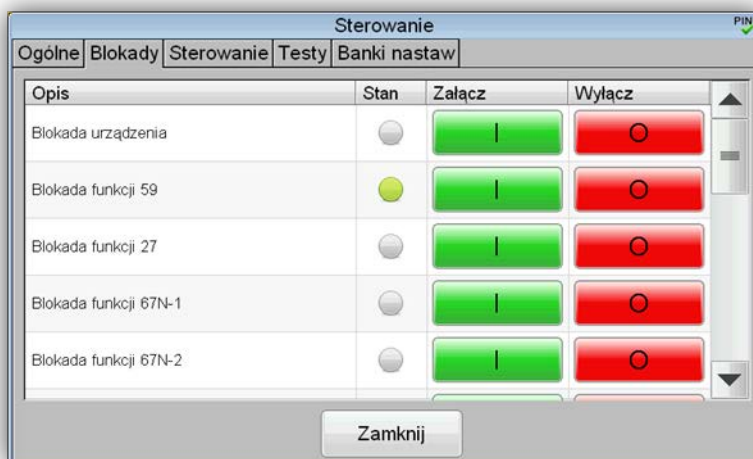 Sterowanie
PIN
Ogólne Blokady Sterowanie Testy Banki nastaw
Opis Stan Załącz Wyłącz
Blokada urządzenia I O
Blokada funkcji 59 I O
Blokada funkcji 27 I O
Blokada funkcji 67N-1 I O
Blokada funkcji 67N-2 I O
Zamknij